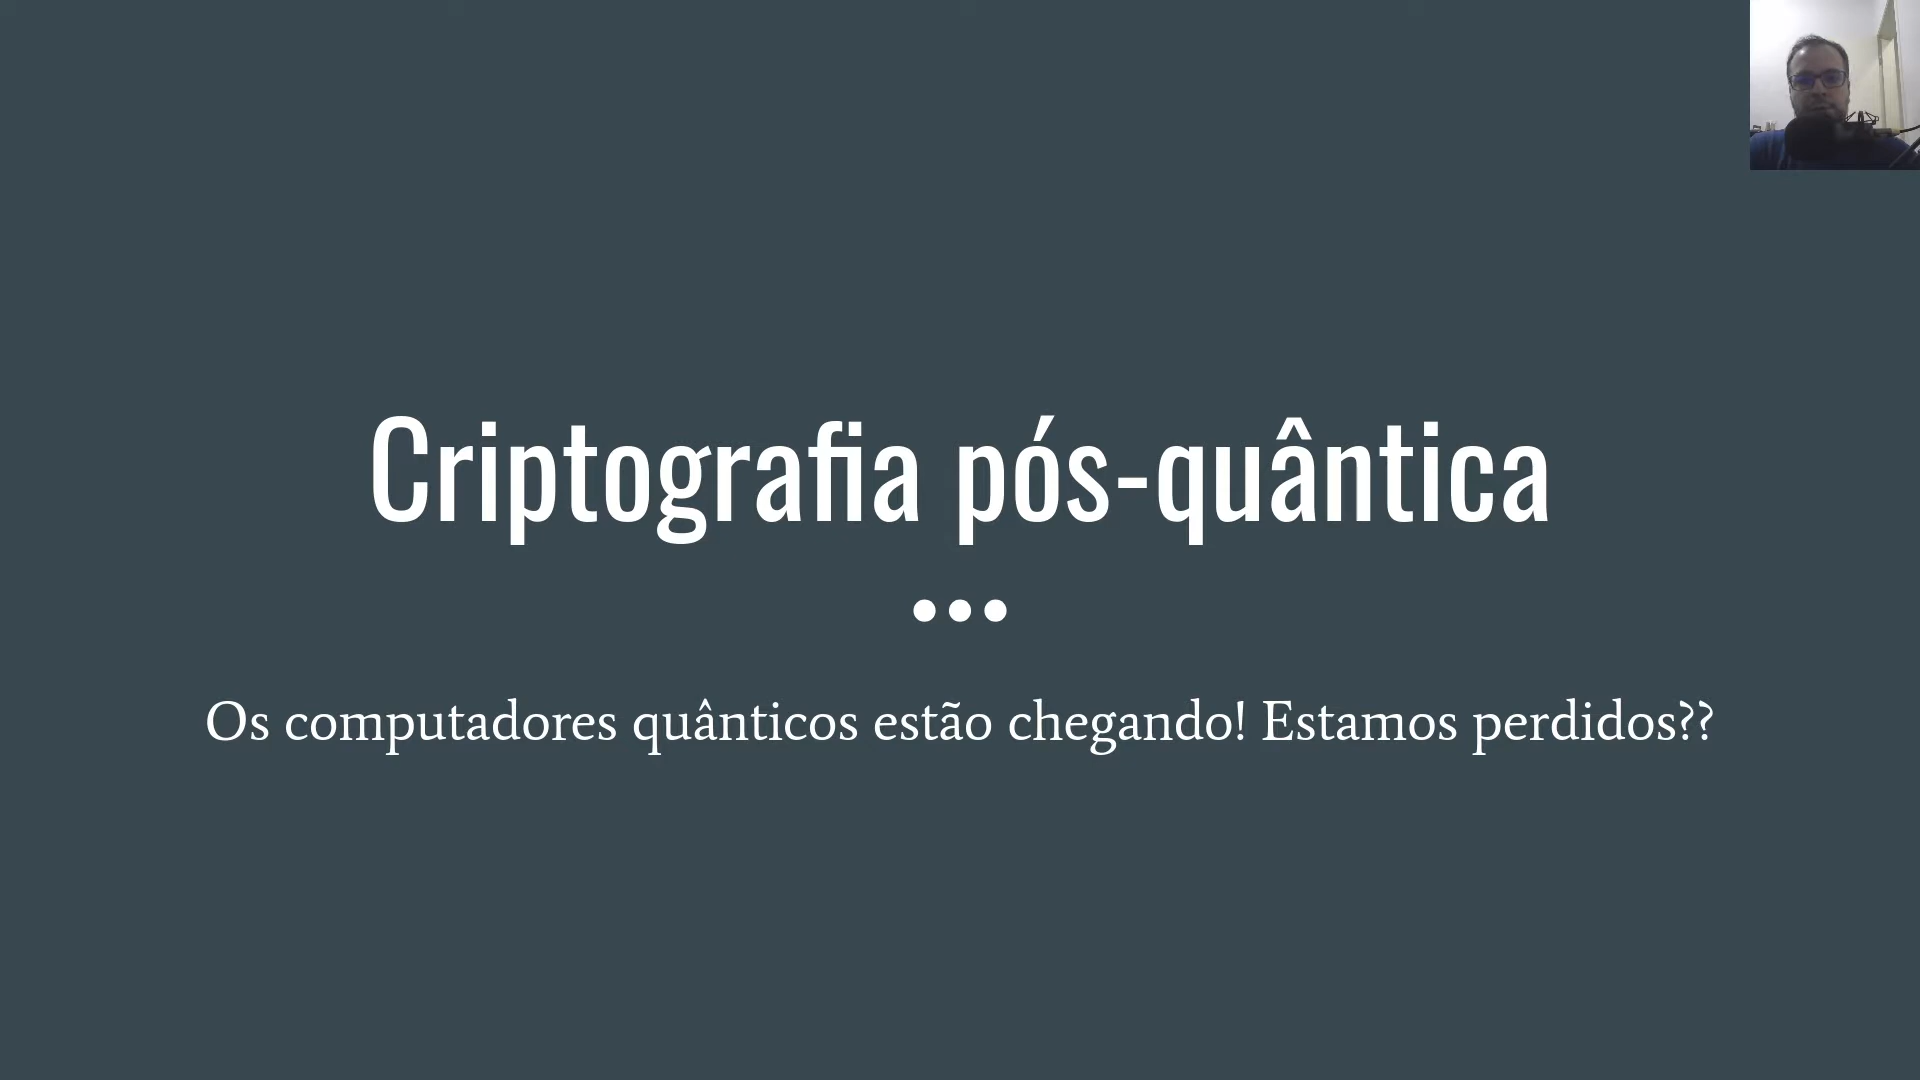 Criptografia pós-quântica
Os computadores quânticos estão chegando! Estamos perdidos??